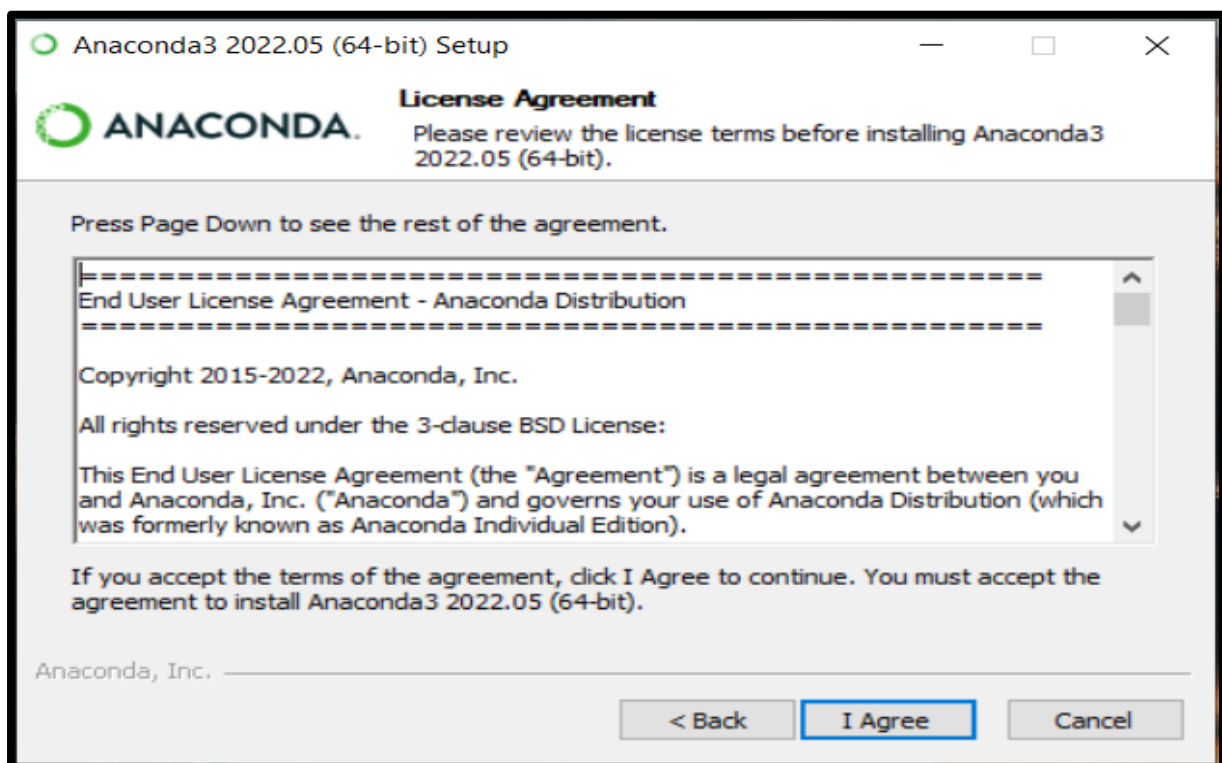 Anaconda3 2022.05 (64-bit) Setup
ANACONDA.
License Agreement
Please review the license terms before installing Anaconda3
2022.05 (64-bit).
Press Page Down to see the rest of the agreement.
==================================================
End User License Agreement - Anaconda Distribution
==================================================
Copyright 2015-2022, Anaconda, Inc.
All rights reserved under the 3-clause BSD License:
This End User License Agreement (the "Agreement") is a legal agreement between you
and Anaconda, Inc. ("Anaconda") and governs your use of Anaconda Distribution (which
was formerly known as Anaconda Individual Edition).
If you accept the terms of the agreement, click I Agree to continue. You must accept the
agreement to install Anaconda3 2022.05 (64-bit).
Anaconda, Inc.
< Back
I Agree
Cancel